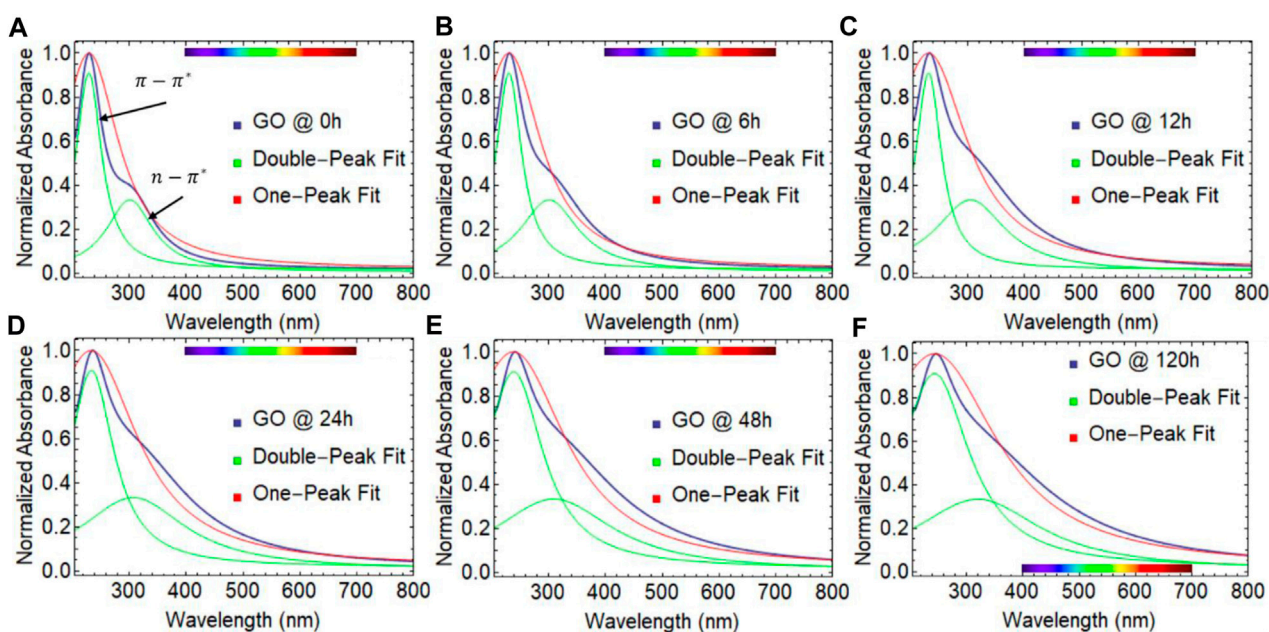 A
Normalized Absorbance
1.0
0.8
0.6
0.4
0.2
0.0
π − π*
n − π*
GO @ 0h
Double−Peak Fit
One−Peak Fit
300 400 500 600 700 800
Wavelength (nm)
B
Normalized Absorbance
1.0
0.8
0.6
0.4
0.2
0.0
GO @ 6h
Double−Peak Fit
One−Peak Fit
300 400 500 600 700 800
Wavelength (nm)
C
Normalized Absorbance
1.0
0.8
0.6
0.4
0.2
0.0
GO @ 12h
Double−Peak Fit
One−Peak Fit
300 400 500 600 700 800
Wavelength (nm)
D
Normalized Absorbance
1.0
0.8
0.6
0.4
0.2
0.0
GO @ 24h
Double−Peak Fit
One−Peak Fit
300 400 500 600 700 800
Wavelength (nm)
E
Normalized Absorbance
1.0
0.8
0.6
0.4
0.2
0.0
GO @ 48h
Double−Peak Fit
One−Peak Fit
300 400 500 600 700 800
Wavelength (nm)
F
Normalized Absorbance
1.0
0.8
0.6
0.4
0.2
0.0
GO @ 120h
Double−Peak Fit
One−Peak Fit
300 400 500 600 700 800
Wavelength (nm)